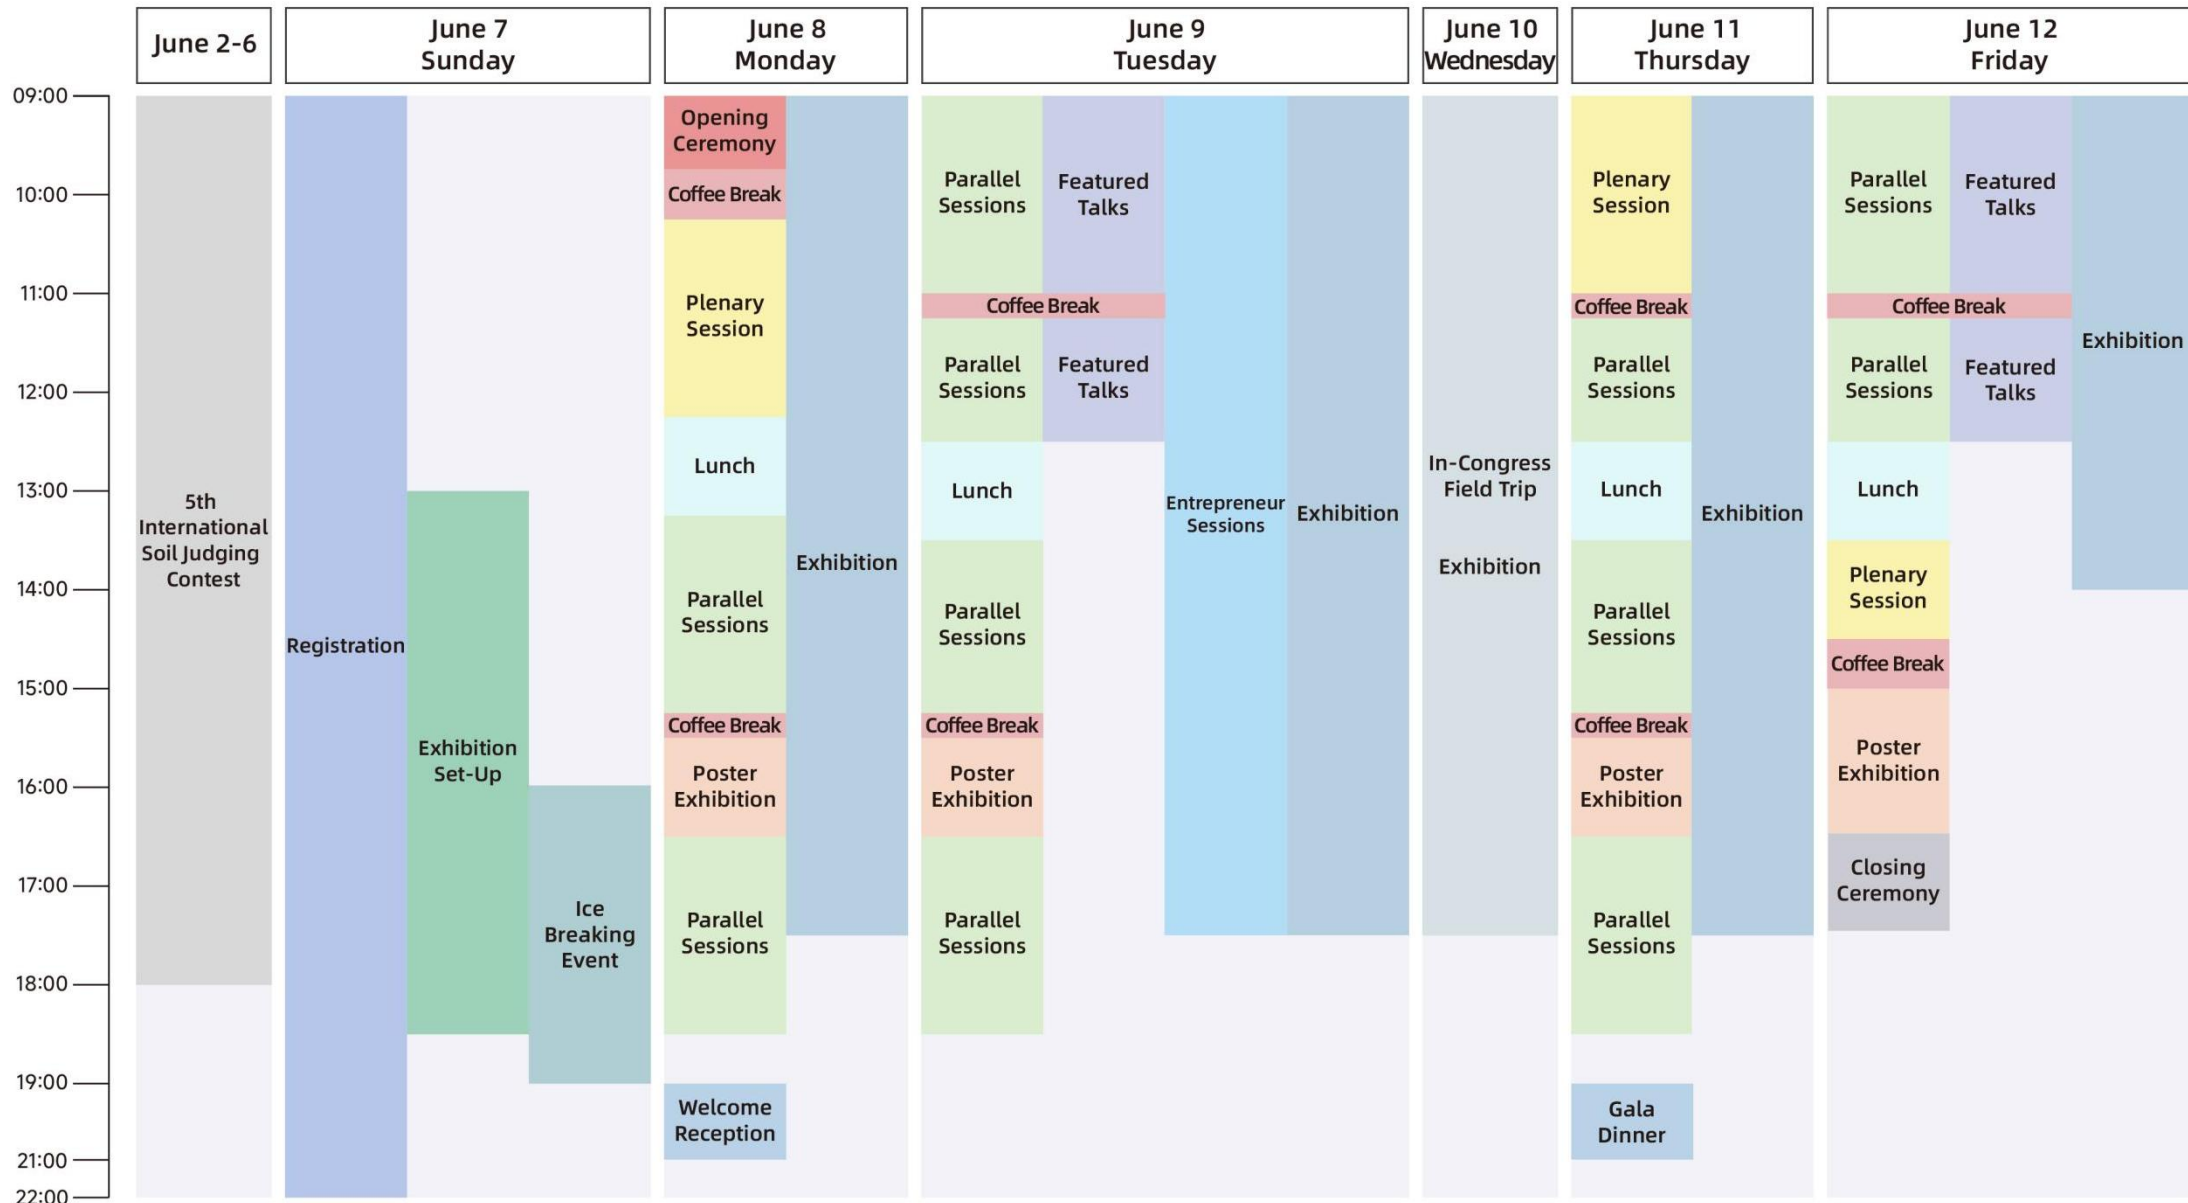 June 2-6
June 7
Sunday
June 8
Monday
June 9
Tuesday
June 10
Wednesday
June 11
Thursday
June 12
Friday
09:00
10:00
11:00
12:00
13:00
14:00
15:00
16:00
17:00
18:00
19:00
21:00
22:00
5th
International
Soil Judging
Contest
Registration
Exhibition
Set-Up
Ice
Breaking
Event
Opening
Ceremony
Coffee Break
Plenary
Session
Lunch
Parallel
Sessions
Coffee Break
Poster
Exhibition
Parallel
Sessions
Welcome
Reception
Exhibition
Parallel
Sessions
Featured
Talks
Coffee Break
Parallel
Sessions
Featured
Talks
Lunch
Parallel
Sessions
Coffee Break
Poster
Exhibition
Parallel
Sessions
Entrepreneur
Sessions
Exhibition
In-Congress
Field Trip
Exhibition
Plenary
Session
Coffee Break
Parallel
Sessions
Lunch
Parallel
Sessions
Coffee Break
Poster
Exhibition
Parallel
Sessions
Gala
Dinner
Exhibition
Parallel
Sessions
Featured
Talks
Coffee Break
Parallel
Sessions
Featured
Talks
Lunch
Plenary
Session
Coffee Break
Poster
Exhibition
Closing
Ceremony
Exhibition